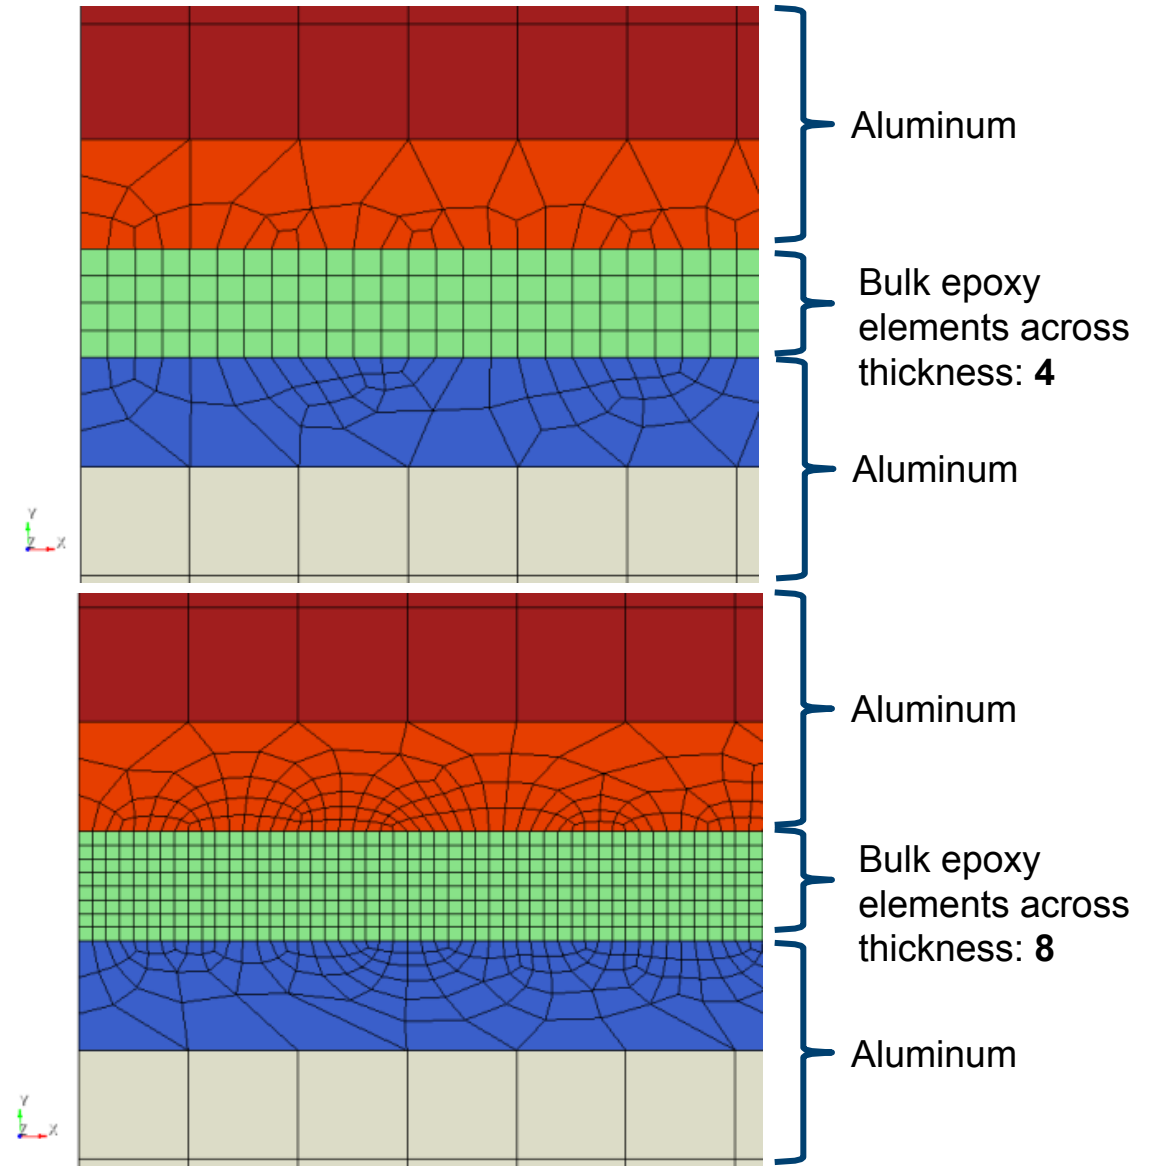 Aluminum
Bulk epoxy
elements across
thickness: 4
Aluminum
Y
Z
X
Aluminum
Bulk epoxy
elements across
thickness: 8
Aluminum
Y
Z
X